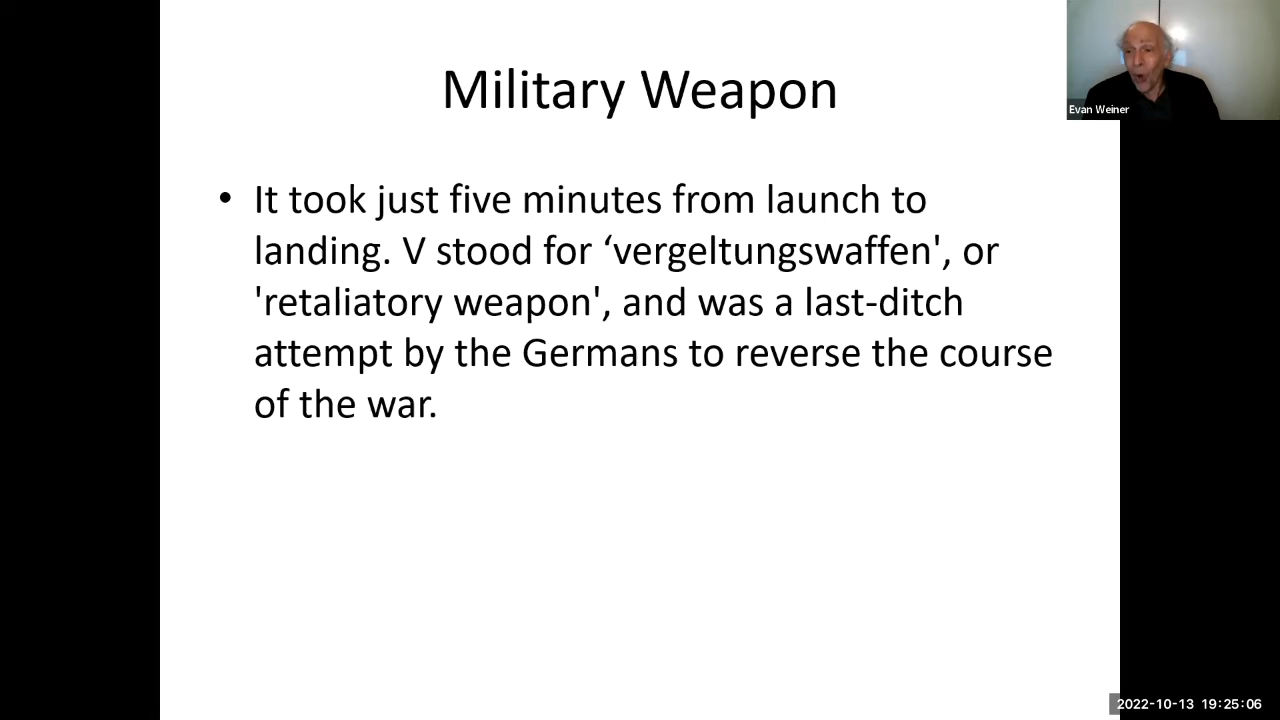 Military Weapon
Evan Weiner
• It took just five minutes from launch to
landing. V stood for ‘vergeltungswaffen', or
'retaliatory weapon', and was a last-ditch
attempt by the Germans to reverse the course
of the war.
2022-10-13 19:25:06